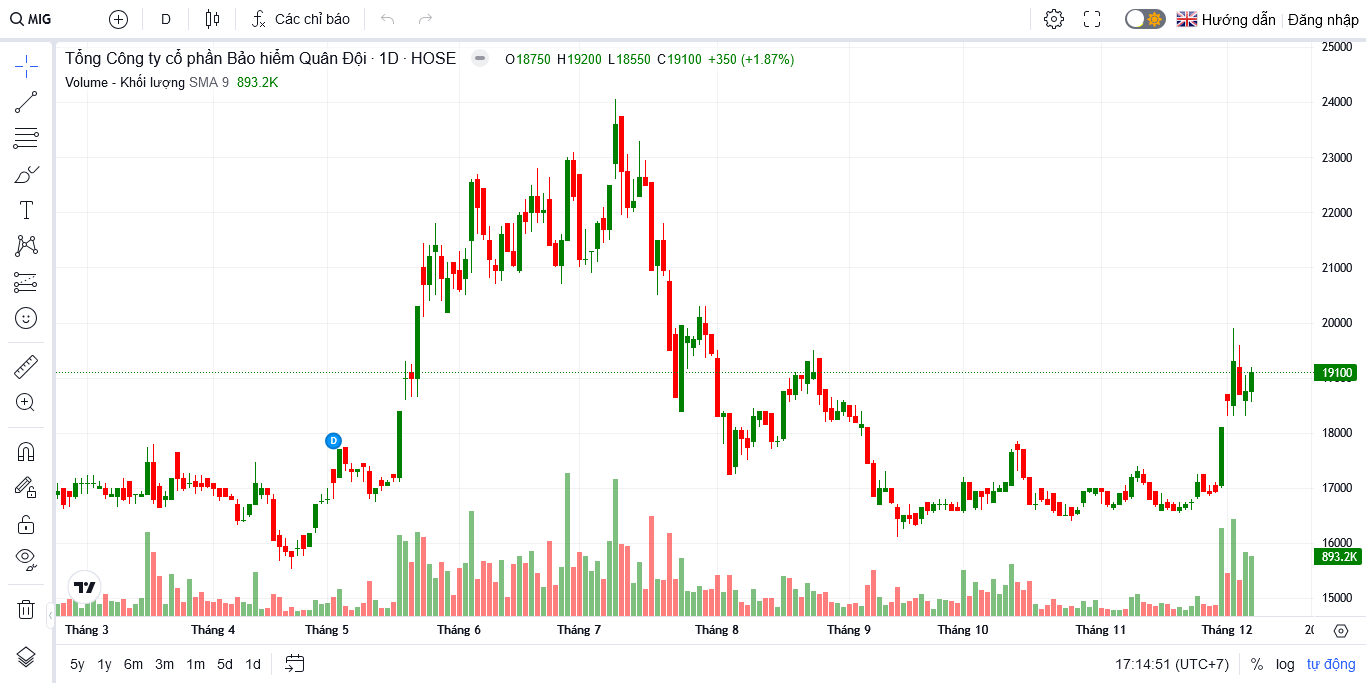 MIG
D
Các chỉ báo
Hướng dẫn
Đăng nhập
Tổng Công ty cổ phần Bảo hiểm Quân Đội · 1D · HOSE
O18750 H19200 L18550 C19100 +350 (+1.87%)
Volume - Khối lượng SMA 9 893.2K
25000
24000
23000
22000
21000
20000
19100
18000
17000
16000
893.2K
15000
D
Tháng 3 Tháng 4 Tháng 5 Tháng 6 Tháng 7 Tháng 8 Tháng 9 Tháng 10 Tháng 11 Tháng 12
5y 1y 6m 3m 1m 5d 1d
17:14:51 (UTC+7) % log tự động